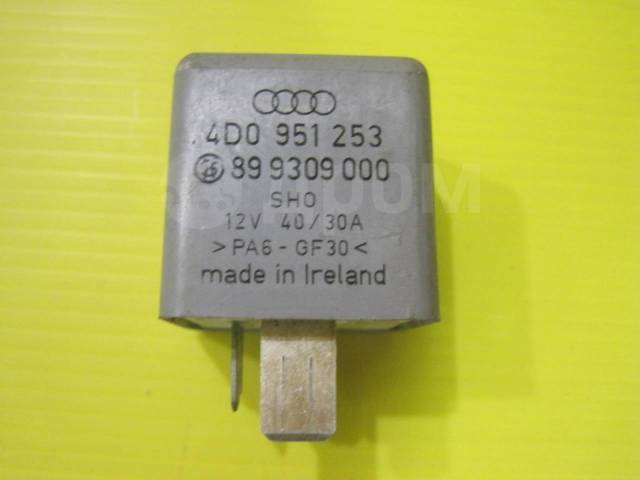 4D0 951 253
89 9309 000
SHO
12V 40/30A
>PA6-GF30<
made in Ireland